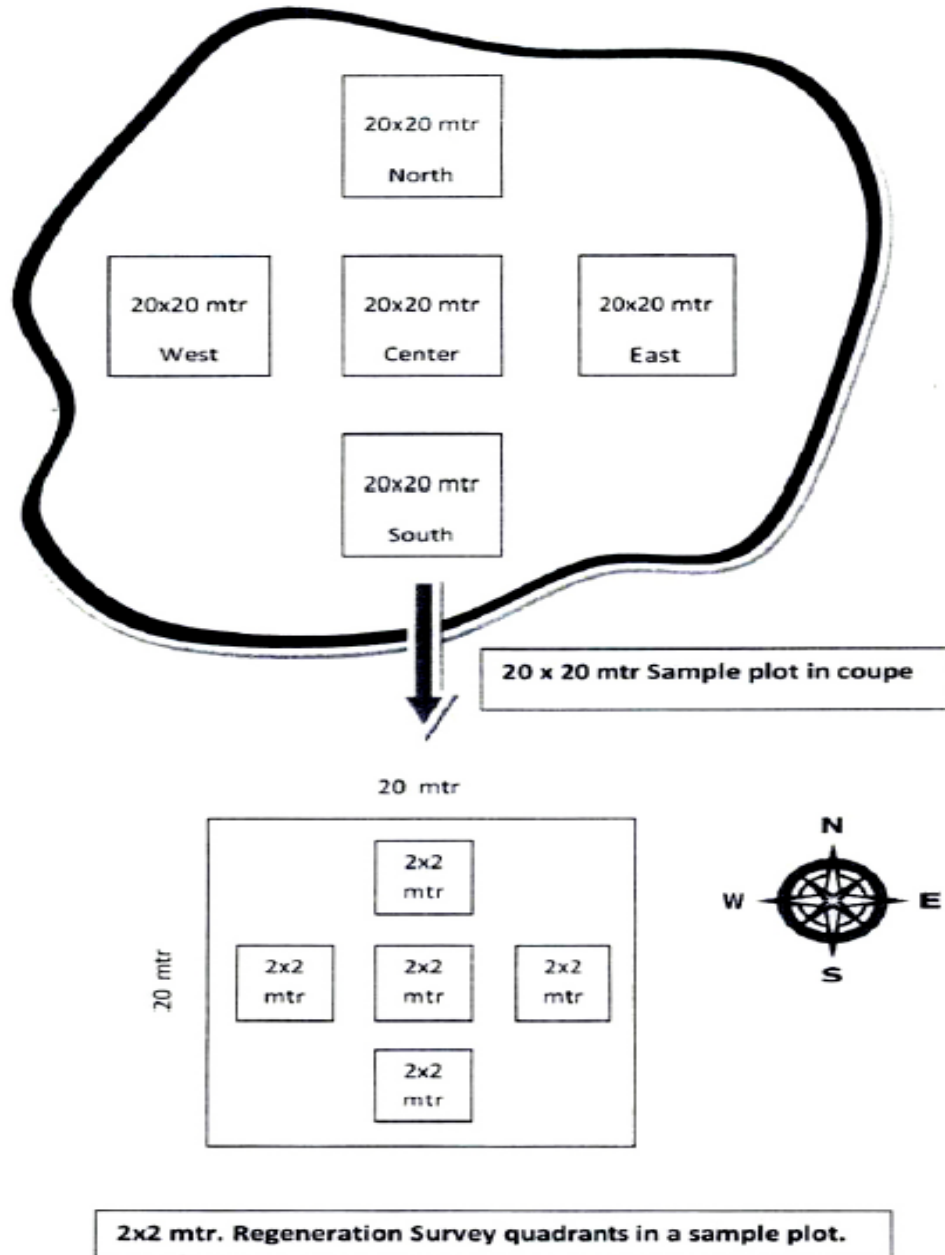 20x20 mtr
North
20x20 mtr
West
20x20 mtr
Center
20x20 mtr
East
20x20 mtr
South
20 x 20 mtr Sample plot in coupe
20 mtr
20 mtr
2x2
mtr
2x2
mtr
2x2
mtr
2x2
mtr
2x2
mtr
N
W
E
S
2x2 mtr. Regeneration Survey quadrants in a sample plot.